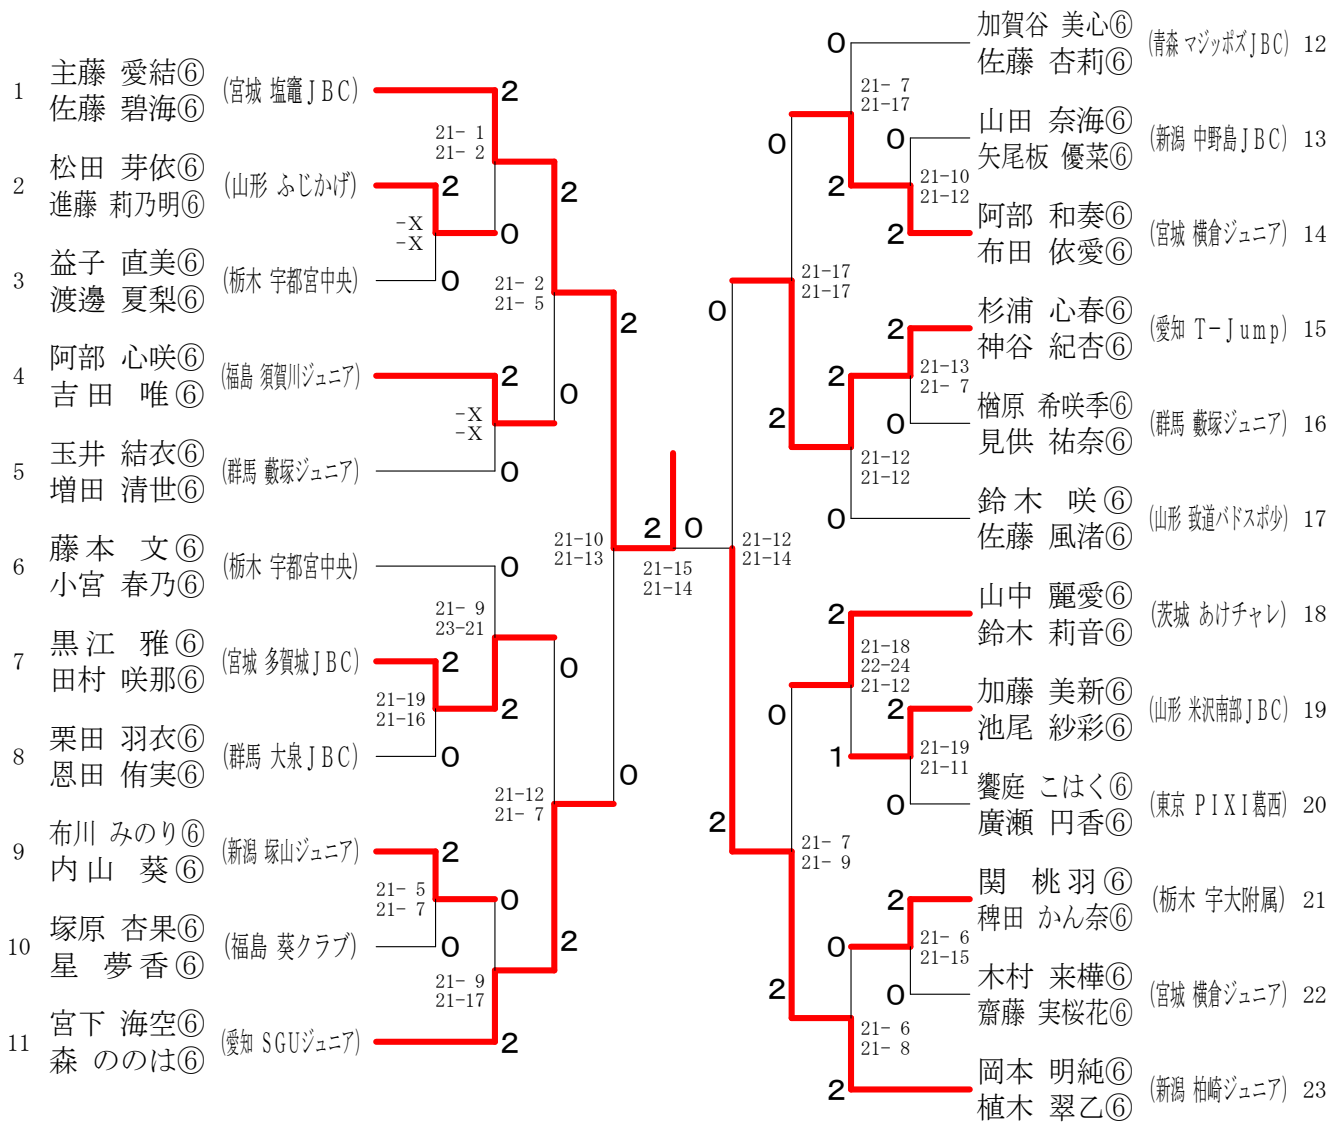 1 主藤 愛結⑥ (宮城 塩竈JBC)
佐藤 碧海⑥
2
21- 1
21- 2
2 松田 芽依⑥ (山形 ふじかげ)
進藤 莉乃明⑥
2
2
-X
-X
0
3 益子 直美⑥ (栃木 宇都宮中央)
渡邊 夏梨⑥
0
21- 2
21- 5
2
4 阿部 心咲⑥ (福島 須賀川ジュニア)
吉田 唯⑥
2
0
-X
-X
5 玉井 結衣⑥ (群馬 藪塚ジュニア)
増田 清世⑥
0
6 藤本 文⑥ (栃木 宇都宮中央)
小宮 春乃⑥
0
21-10
21-13
21- 9
23-21
7 黒江 雅⑥ (宮城 多賀城JBC)
田村 咲那⑥
2
0
21-19
21-16
2
8 栗田 羽衣⑥ (群馬 大泉JBC)
恩田 侑実⑥
0
0
21-12
21- 7
9 布川 みのり⑥ (新潟 塚山ジュニア)
内山 葵⑥
2
21- 5
21- 7
0
10 塚原 杏果⑥ (福島 葵クラブ)
星 夢香⑥
0
2
21- 9
21-17
11 宮下 海空⑥ (愛知 SGUジュニア)
森 ののは⑥
2
2 0
21-15
21-14
0
加賀谷 美心⑥ (青森 マジッポズJBC) 12
佐藤 杏莉⑥
21- 7
21-17
0
0
山田 奈海⑥ (新潟 中野島JBC) 13
矢尾板 優菜⑥
2
21-10
21-12
2
阿部 和奏⑥ (宮城 横倉ジュニア) 14
布田 依愛⑥
0
21-17
21-17
2
杉浦 心春⑥ (愛知 T-Jump) 15
神谷 紀杏⑥
2
21-13
21- 7
2
0
楢原 希咲季⑥ (群馬 藪塚ジュニア) 16
見供 祐奈⑥
21-12
21-12
0
鈴木 咲⑥ (山形 致道バドスポ少) 17
佐藤 風渚⑥
21-12
21-14
2
山中 麗愛⑥ (茨城 あけチャレ) 18
鈴木 莉音⑥
21-18
22-24
21-12
0
2
加藤 美新⑥ (山形 米沢南部JBC) 19
池尾 紗彩⑥
1
21-19
21-11
0
饗庭 こはく⑥ (東京 PIXI葛西) 20
廣瀬 円香⑥
2
21- 7
21- 9
2
関 桃羽⑥ (栃木 宇大附属) 21
稗田 かん奈⑥
0
21- 6
21-15
2
0
木村 来樺⑥ (宮城 横倉ジュニア) 22
齋藤 実桜花⑥
21- 6
21- 8
2
岡本 明純⑥ (新潟 柏崎ジュニア) 23
植木 翠乙⑥